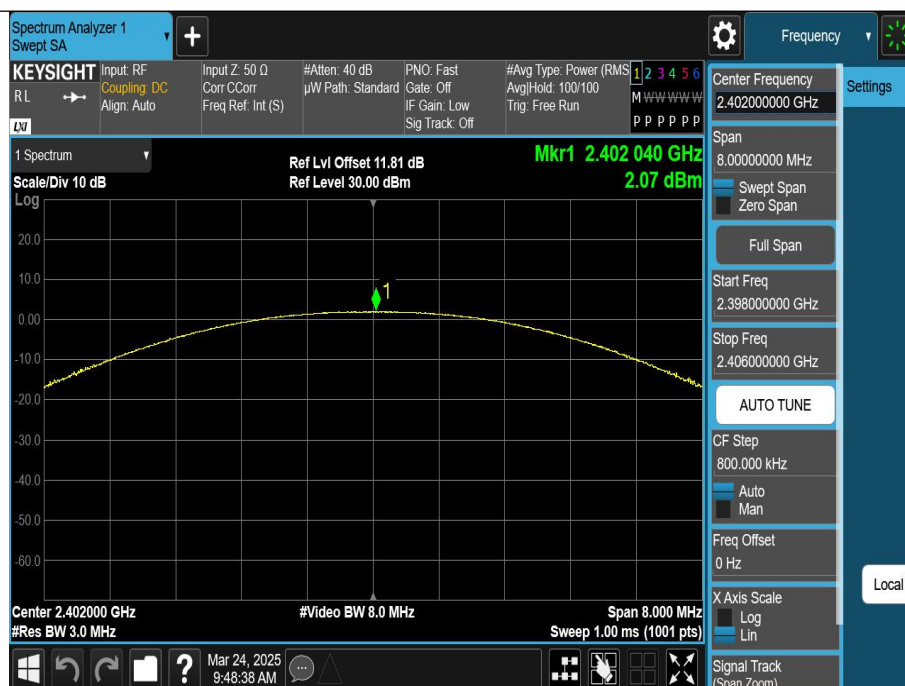 Spectrum Analyzer 1
Swept SA
Frequency
KEYSIGHT
RL
LXI
Input: RF
Coupling: DC
Align: Auto
Input Z: 50 Ω
Corr CCorr
Freq Ref: Int (S)
#Atten: 40 dB
µW Path: Standard
PNO: Fast
Gate: Off
IF Gain: Low
Sig Track: Off
#Avg Type: Power (RMS
Avg|Hold: 100/100
Trig: Free Run
1 2 3 4 5 6
M W W W W W
P P P P P P
1 Spectrum
Scale/Div 10 dB
Log
Ref Lvl Offset 11.81 dB
Ref Level 30.00 dBm
Mkr1 2.402 040 GHz
2.07 dBm
20.0
10.0
1
0.00
-10.0
-20.0
-30.0
-40.0
-50.0
-60.0
Center 2.402000 GHz
#Res BW 3.0 MHz
#Video BW 8.0 MHz
Span 8.000 MHz
Sweep 1.00 ms (1001 pts)
?
Mar 24, 2025
9:48:38 AM
Center Frequency
2.402000000 GHz
Span
8.00000000 MHz
Swept Span
Zero Span
Full Span
Start Freq
2.398000000 GHz
Stop Freq
2.406000000 GHz
AUTO TUNE
CF Step
800.000 kHz
Auto
Man
Freq Offset
0 Hz
X Axis Scale
Log
Lin
Signal Track
(Span Zoom)
Settings
Local